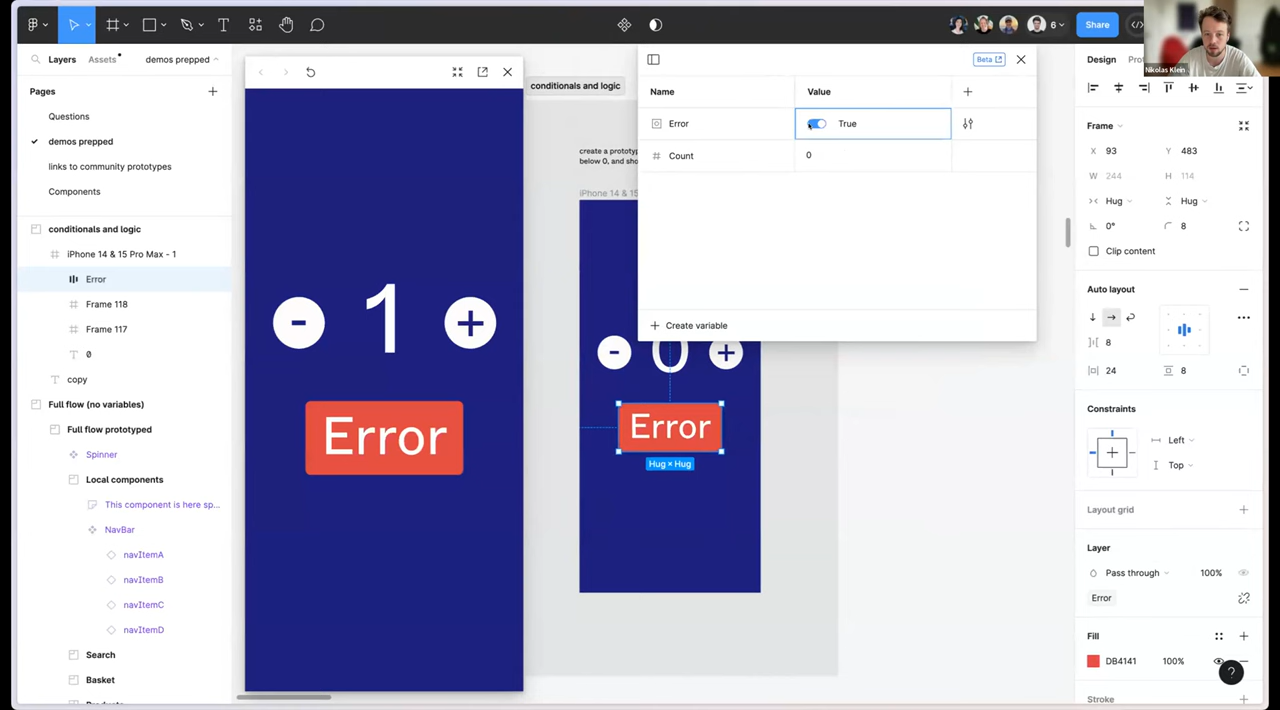 6
Share
Nikolas Klein
Layers
Assets
demos prepped
Pages
Questions
demos prepped
links to community prototypes
Components
conditionals and logic
iPhone 14 & 15 Pro Max - 1
Error
Frame 118
Frame 117
0
copy
Full flow (no variables)
Full flow prototyped
Spinner
Local components
This component is here sp...
NavBar
navItemA
navItemB
navItemC
navItemD
Search
Basket
- 1 +
Error
conditionals and logic
create a prototyp
below 0, and sho
iPhone 14 & 15
- 0 +
Error
Hug × Hug
Beta
Name
Value
Error
True
Count
0
Create variable
Design
Frame
X 93
Y 483
W 244
H 114
Hug
Hug
0°
8
Clip content
Auto layout
8
24
8
Constraints
Left
Top
Layout grid
Layer
Pass through
100%
Error
Fill
DB4141
100%
?
Stroke